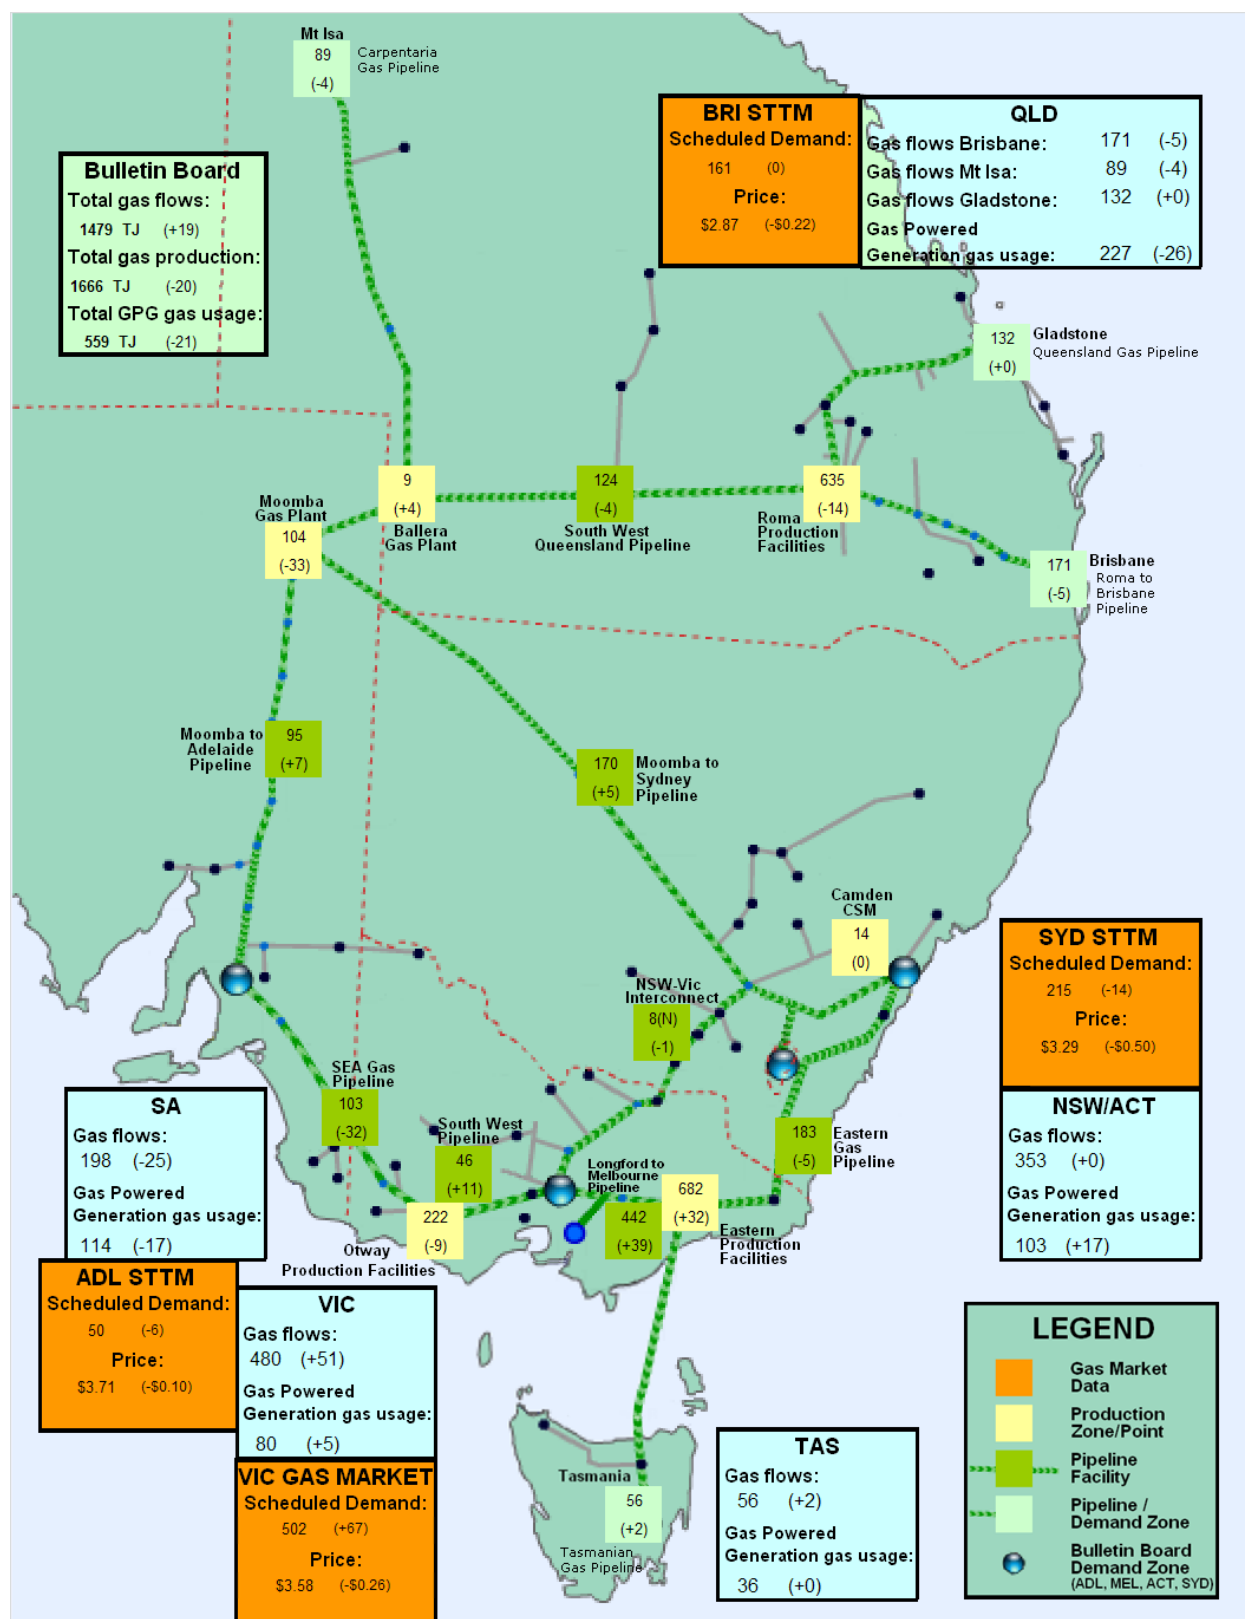 Mt Isa
89
(-4)
Carpentaria
Gas Pipeline
BRI STTM
Scheduled Demand:
161 (0)
Price:
$2.87 (-$0.22)
QLD
Gas flows Brisbane: 171 (-5)
Gas flows Mt Isa: 89 (-4)
Gas flows Gladstone: 132 (+0)
Gas Powered
Generation gas usage: 227 (-26)
Bulletin Board
Total gas flows:
1479 TJ (+19)
Total gas production:
1666 TJ (-20)
Total GPG gas usage:
559 TJ (-21)
132
(+0)
Gladstone
Queensland Gas Pipeline
9
(+4)
Ballera
Gas Plant
124
(-4)
South West
Queensland Pipeline
635
(-14)
Roma
Production
Facilities
Moomba
Gas Plant
104
(-33)
171
(-5)
Brisbane
Roma to
Brisbane
Pipeline
Moomba to
Adelaide
Pipeline
95
(+7)
170
(+5)
Moomba to
Sydney
Pipeline
Camden
CSM
14
(0)
NSW-Vic
Interconnect
8(N)
(-1)
SYD STTM
Scheduled Demand:
215 (-14)
Price:
$3.29 (-$0.50)
SEA Gas
Pipeline
103
(-32)
South West
Pipeline
46
(+11)
183
(-5)
Eastern
Gas
Pipeline
NSW/ACT
Gas flows:
353 (+0)
Gas Powered
Generation gas usage:
103 (+17)
SA
Gas flows:
198 (-25)
Gas Powered
Generation gas usage:
114 (-17)
Longford to
Melbourne
Pipeline
442
(+39)
682
(+32)
Eastern
Production
Facilities
222
(-9)
Otway
Production Facilities
ADL STTM
Scheduled Demand:
50 (-6)
Price:
$3.71 (-$0.10)
VIC
Gas flows:
480 (+51)
Gas Powered
Generation gas usage:
80 (+5)
VIC GAS MARKET
Scheduled Demand:
502 (+67)
Price:
$3.58 (-$0.26)
Tasmania
56
(+2)
Tasmanian
Gas Pipeline
TAS
Gas flows:
56 (+2)
Gas Powered
Generation gas usage:
36 (+0)
LEGEND
Gas Market
Data
Production
Zone/Point
Pipeline
Facility
Pipeline /
Demand Zone
Bulletin Board
Demand Zone
(ADL, MEL, ACT, SYD)